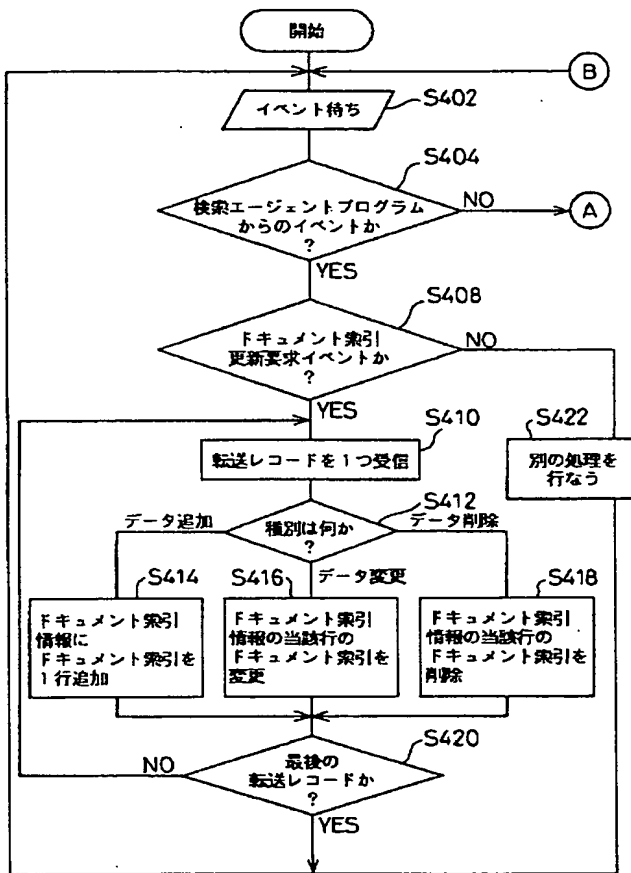 開始
B
イベント待ち
S402
S404
検索エージェントプログラム
からのイベントか
?
NO
A
YES
S408
ドキュメント索引
更新要求イベントか
?
NO
YES
S410
転送レコードを1つ受信
S422
別の処理を
行なう
S412
種別は何か
?
データ追加
データ削除
データ変更
S414
ドキュメント索引
情報に
ドキュメント索引を
1行追加
S416
ドキュメント索引
情報の当該行の
ドキュメント索引を
変更
S418
ドキュメント索引
情報の当該行の
ドキュメント索引を
削除
S420
最後の
転送レコードか
?
NO
YES